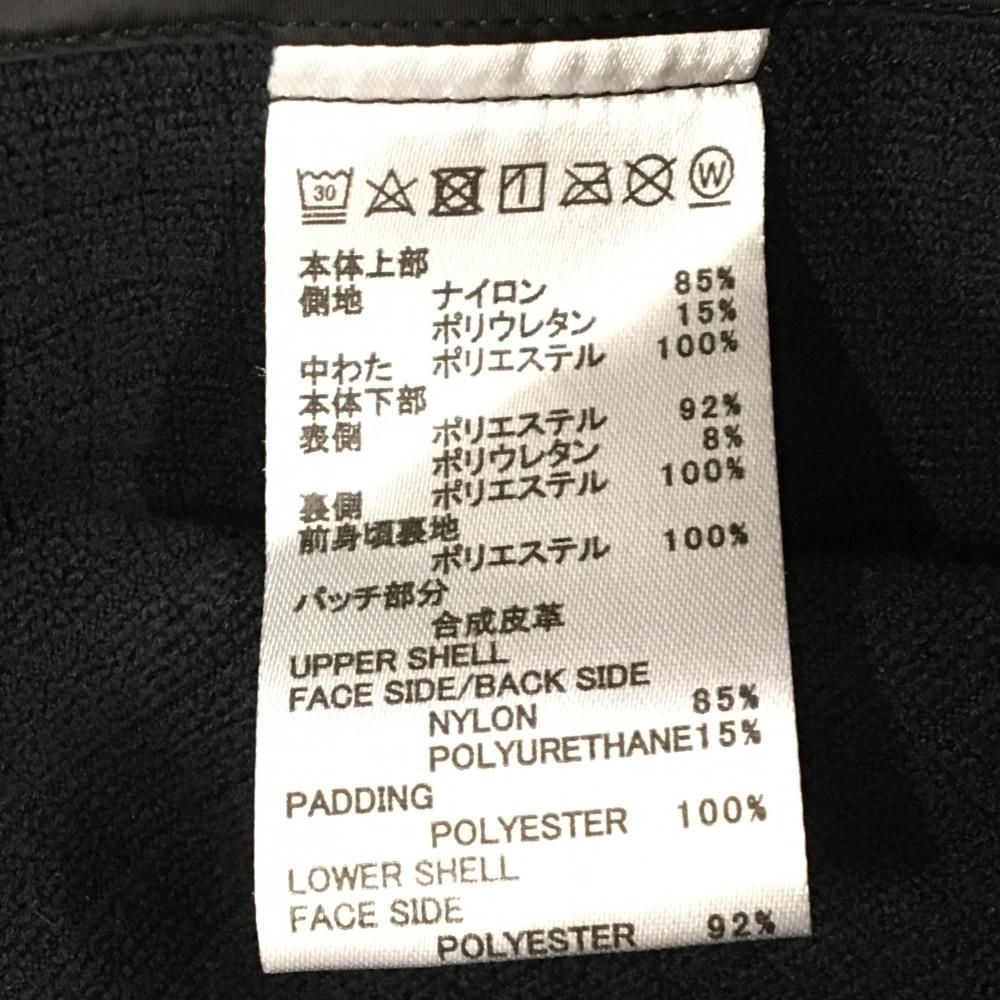 30 W
本体上部
側地 ナイロン 85%
ポリウレタン 15%
中わた ポリエステル 100%
本体下部
表側 ポリエステル 92%
ポリウレタン 8%
裏側 ポリエステル 100%
前身頃裏地
ポリエステル 100%
パッチ部分
合成皮革
UPPER SHELL
FACE SIDE/BACK SIDE
NYLON 85%
POLYURETHANE15%
PADDING
POLYESTER 100%
LOWER SHELL
FACE SIDE
POLYESTER 92%